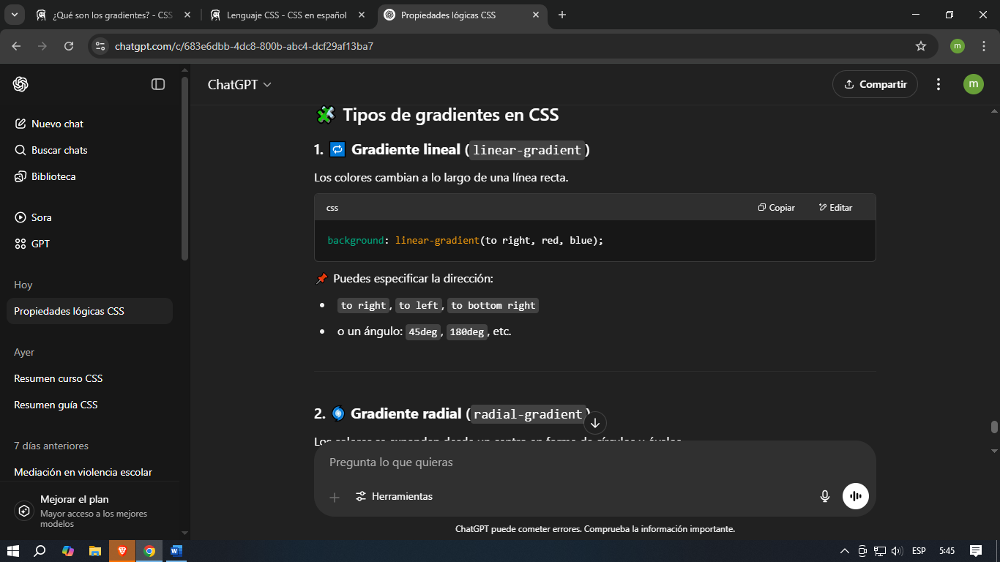 ¿Qué son los gradientes? - CSS
Lenguaje CSS - CSS en español
Propiedades lógicas CSS
chatgpt.com/c/683e6dbb-4dc8-800b-abc4-dcf29af13ba7
m
ChatGPT
Compartir
m
Nuevo chat
Buscar chats
Biblioteca
Sora
GPT
Hoy
Propiedades lógicas CSS
Ayer
Resumen curso CSS
Resumen guía CSS
7 días anteriores
Mediación en violencia escolar
Mejorar el plan
Mayor acceso a los mejores
modelos
Tipos de gradientes en CSS
1. Gradiente lineal (linear-gradient)
Los colores cambian a lo largo de una línea recta.
css
Copiar
Editar
background: linear-gradient(to right, red, blue);
Puedes especificar la dirección:
• to right, to left, to bottom right
• o un ángulo: 45deg, 180deg, etc.
2. Gradiente radial (radial-gradient)
Los colores se expanden desde un centro en forma de círculos u óvalos.
Pregunta lo que quieras
Herramientas
ChatGPT puede cometer errores. Comprueba la información importante.
ESP
5:45